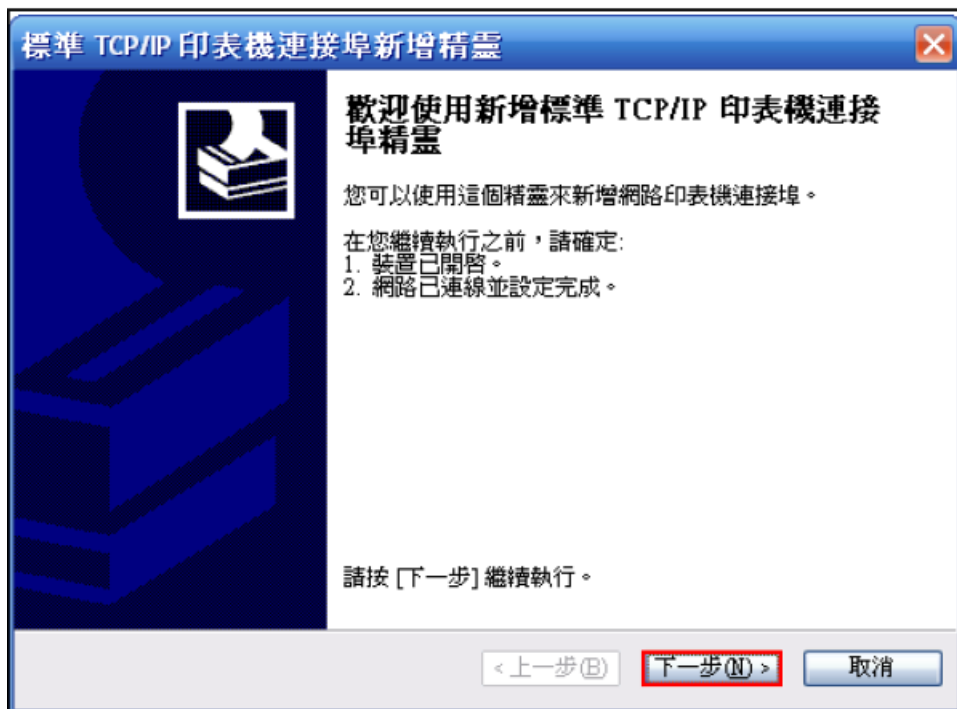 標準 TCP/IP 印表機連接埠新增精靈
歡迎使用新增標準 TCP/IP 印表機連接
埠精靈
您可以使用這個精靈來新增網路印表機連接埠。
在您繼續執行之前，請確定:
1. 裝置已開啟。
2. 網路已連線並設定完成。
請按 [下一步] 繼續執行。
< 上一步(B)
下一步(N) >
取消